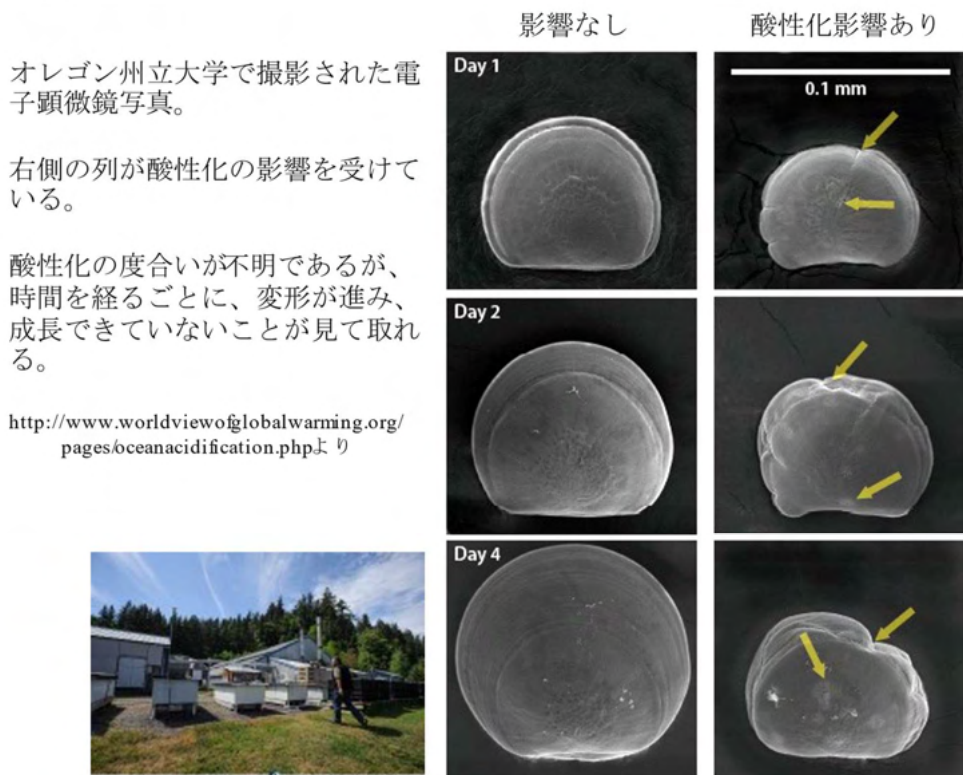 影響なし
酸性化影響あり
オレゴン州立大学で撮影された電
子顕微鏡写真。
右側の列が酸性化の影響を受けて
いる。
酸性化の度合いが不明であるが、
時間を経るごとに、変形が進み、
成長できていないことが見て取れ
る。
http://www.worldviewofglobalwarming.org/
pages/oceanacidification.phpより
Day 1
0.1 mm
Day 2
Day 4